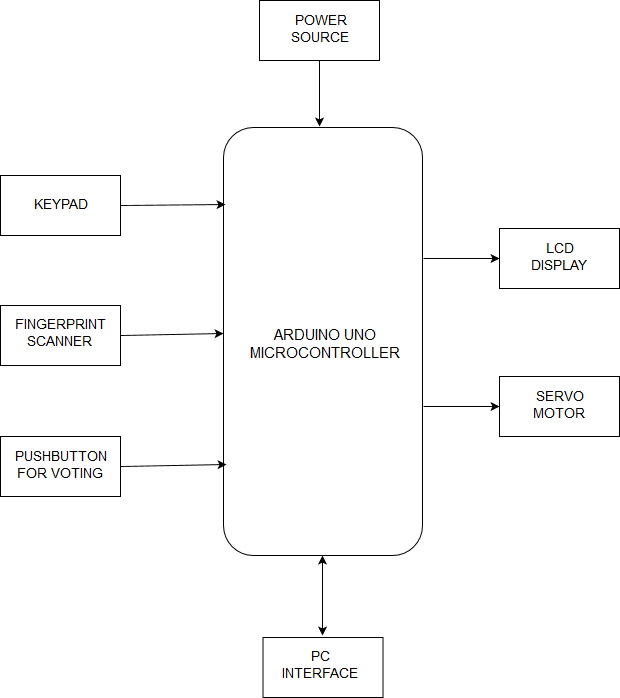 POWER
SOURCE
KEYPAD
LCD
DISPLAY
FINGERPRINT
SCANNER
ARDUINO UNO
MICROCONTROLLER
SERVO
MOTOR
PUSHBUTTON
FOR VOTING
PC
INTERFACE